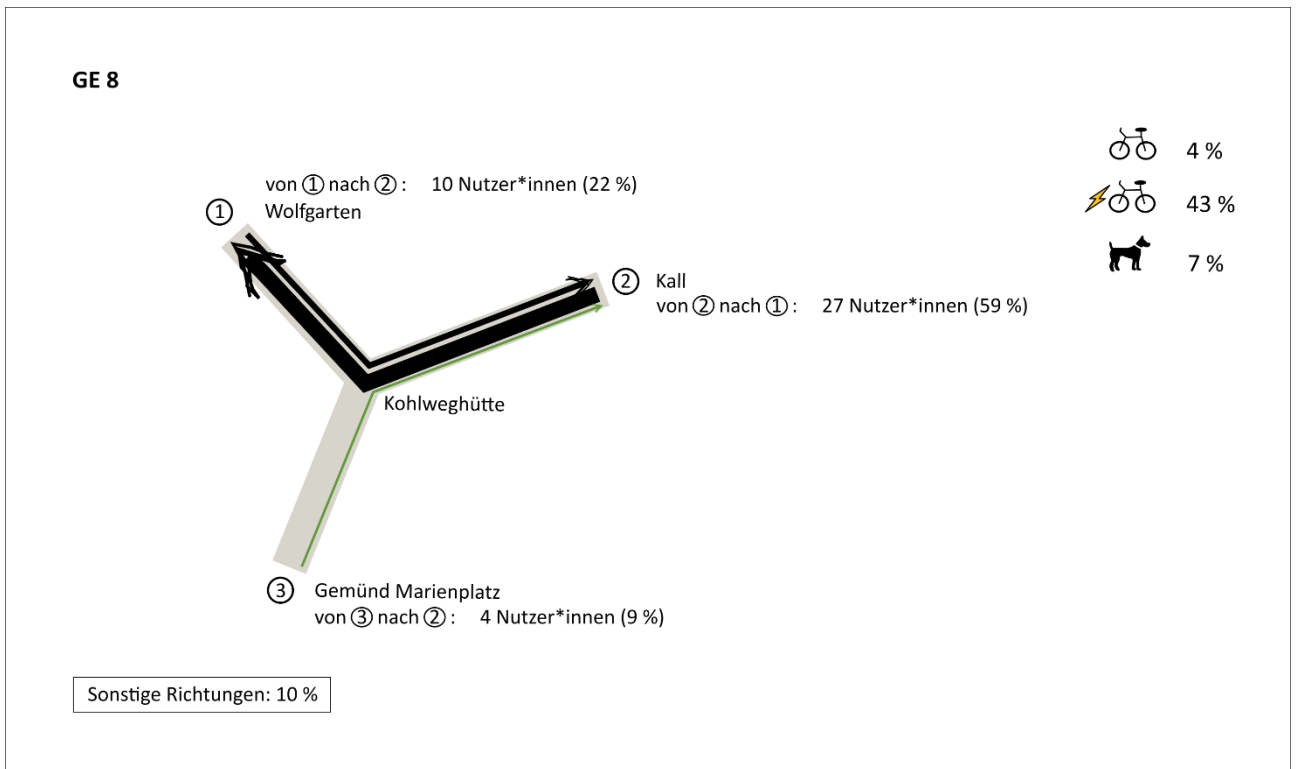 GE 8
4 %
von ① nach ② : 10 Nutzer*innen (22 %)
① Wolfgarten
43 %
7 %
② Kall
von ② nach ① : 27 Nutzer*innen (59 %)
Kohlweghütte
③ Gemünd Marienplatz
von ③ nach ② : 4 Nutzer*innen (9 %)
Sonstige Richtungen: 10 %